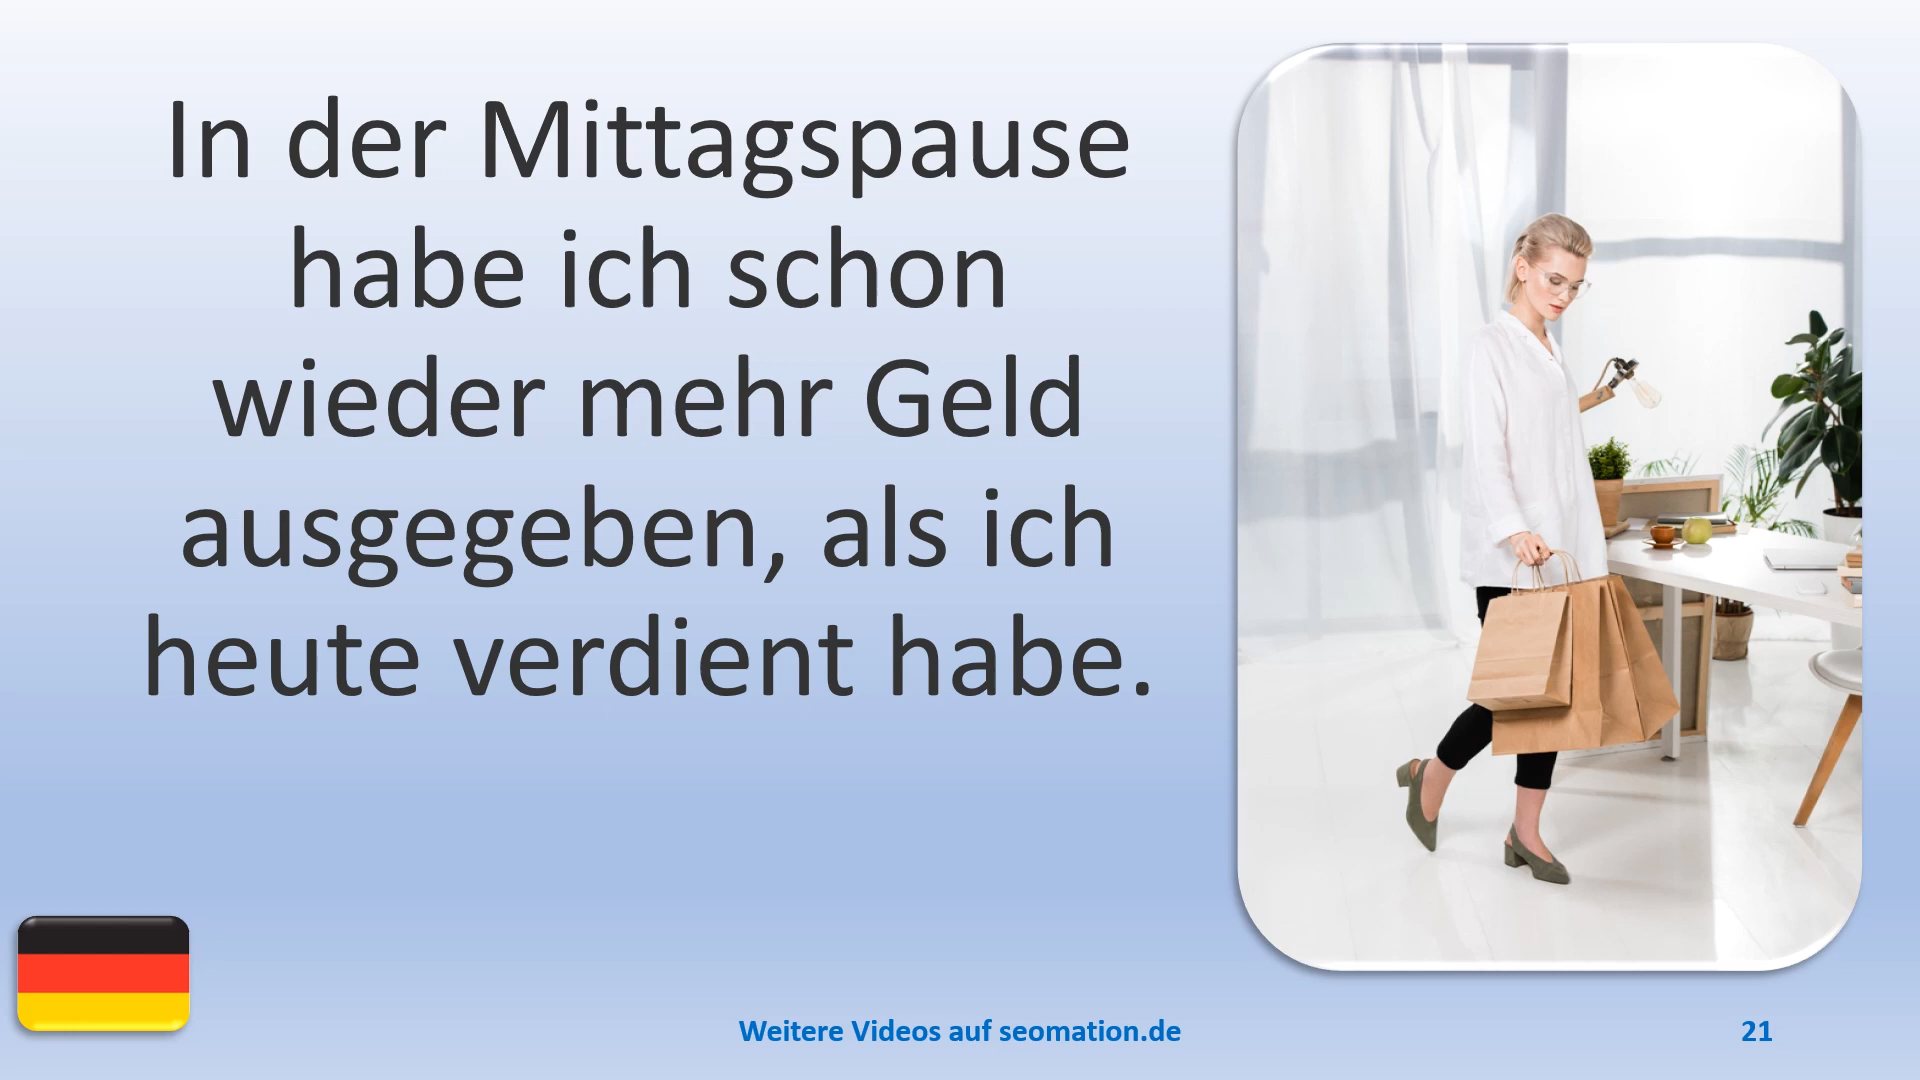 In der Mittagspause
habe ich schon
wieder mehr Geld
ausgegeben, als ich
heute verdient habe.
Weitere Videos auf seomation.de
21